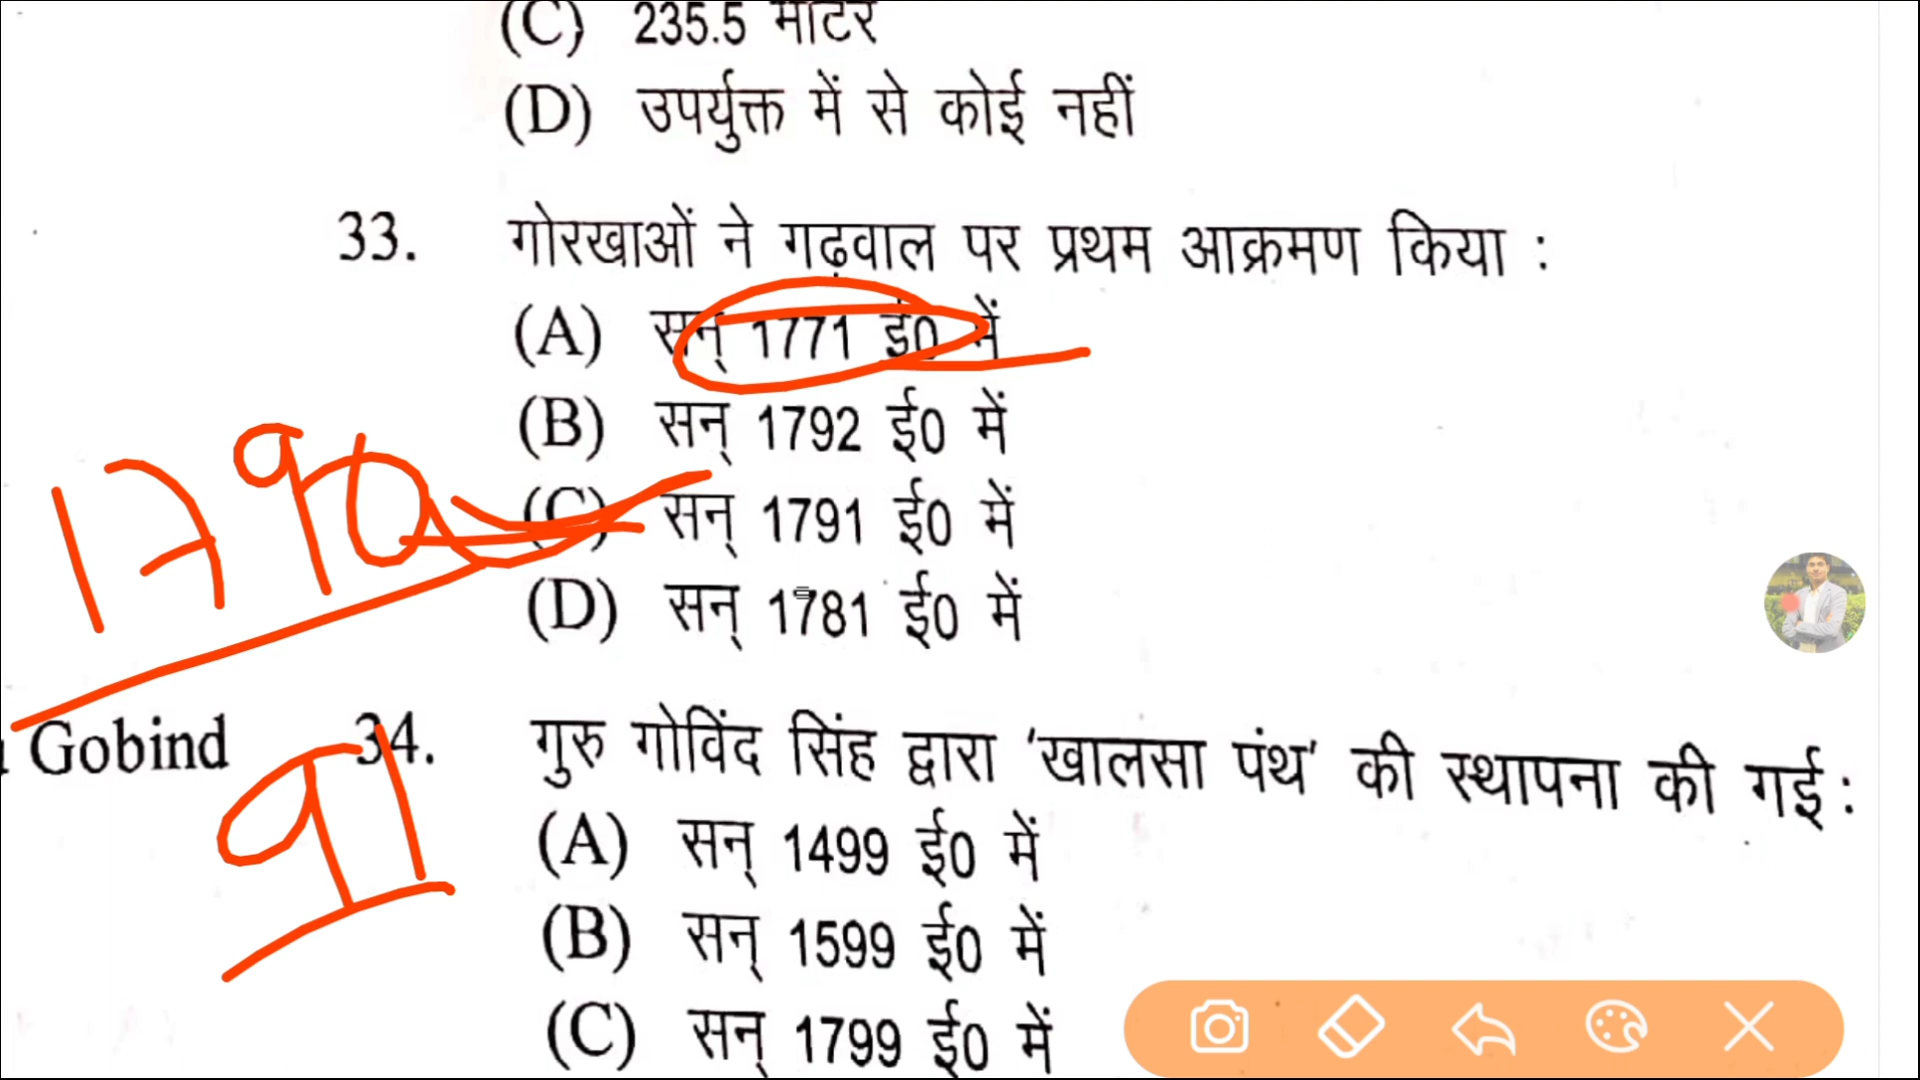 (C) 235.5 मीटर
(D) उपर्युक्त में से कोई नहीं
33. गोरखाओं ने गढ़वाल पर प्रथम आक्रमण किया :
(A) सन् 1771 ई0 में
(B) सन् 1792 ई0 में
1790
(C) सन् 1791 ई0 में
(D) सन् 1781 ई0 में
Gobind
34. गुरु गोविंद सिंह द्वारा ‘खालसा पंथ’ की स्थापना की गई :
91
(A) सन् 1499 ई0 में
(B) सन् 1599 ई0 में
(C) सन् 1799 ई0 में